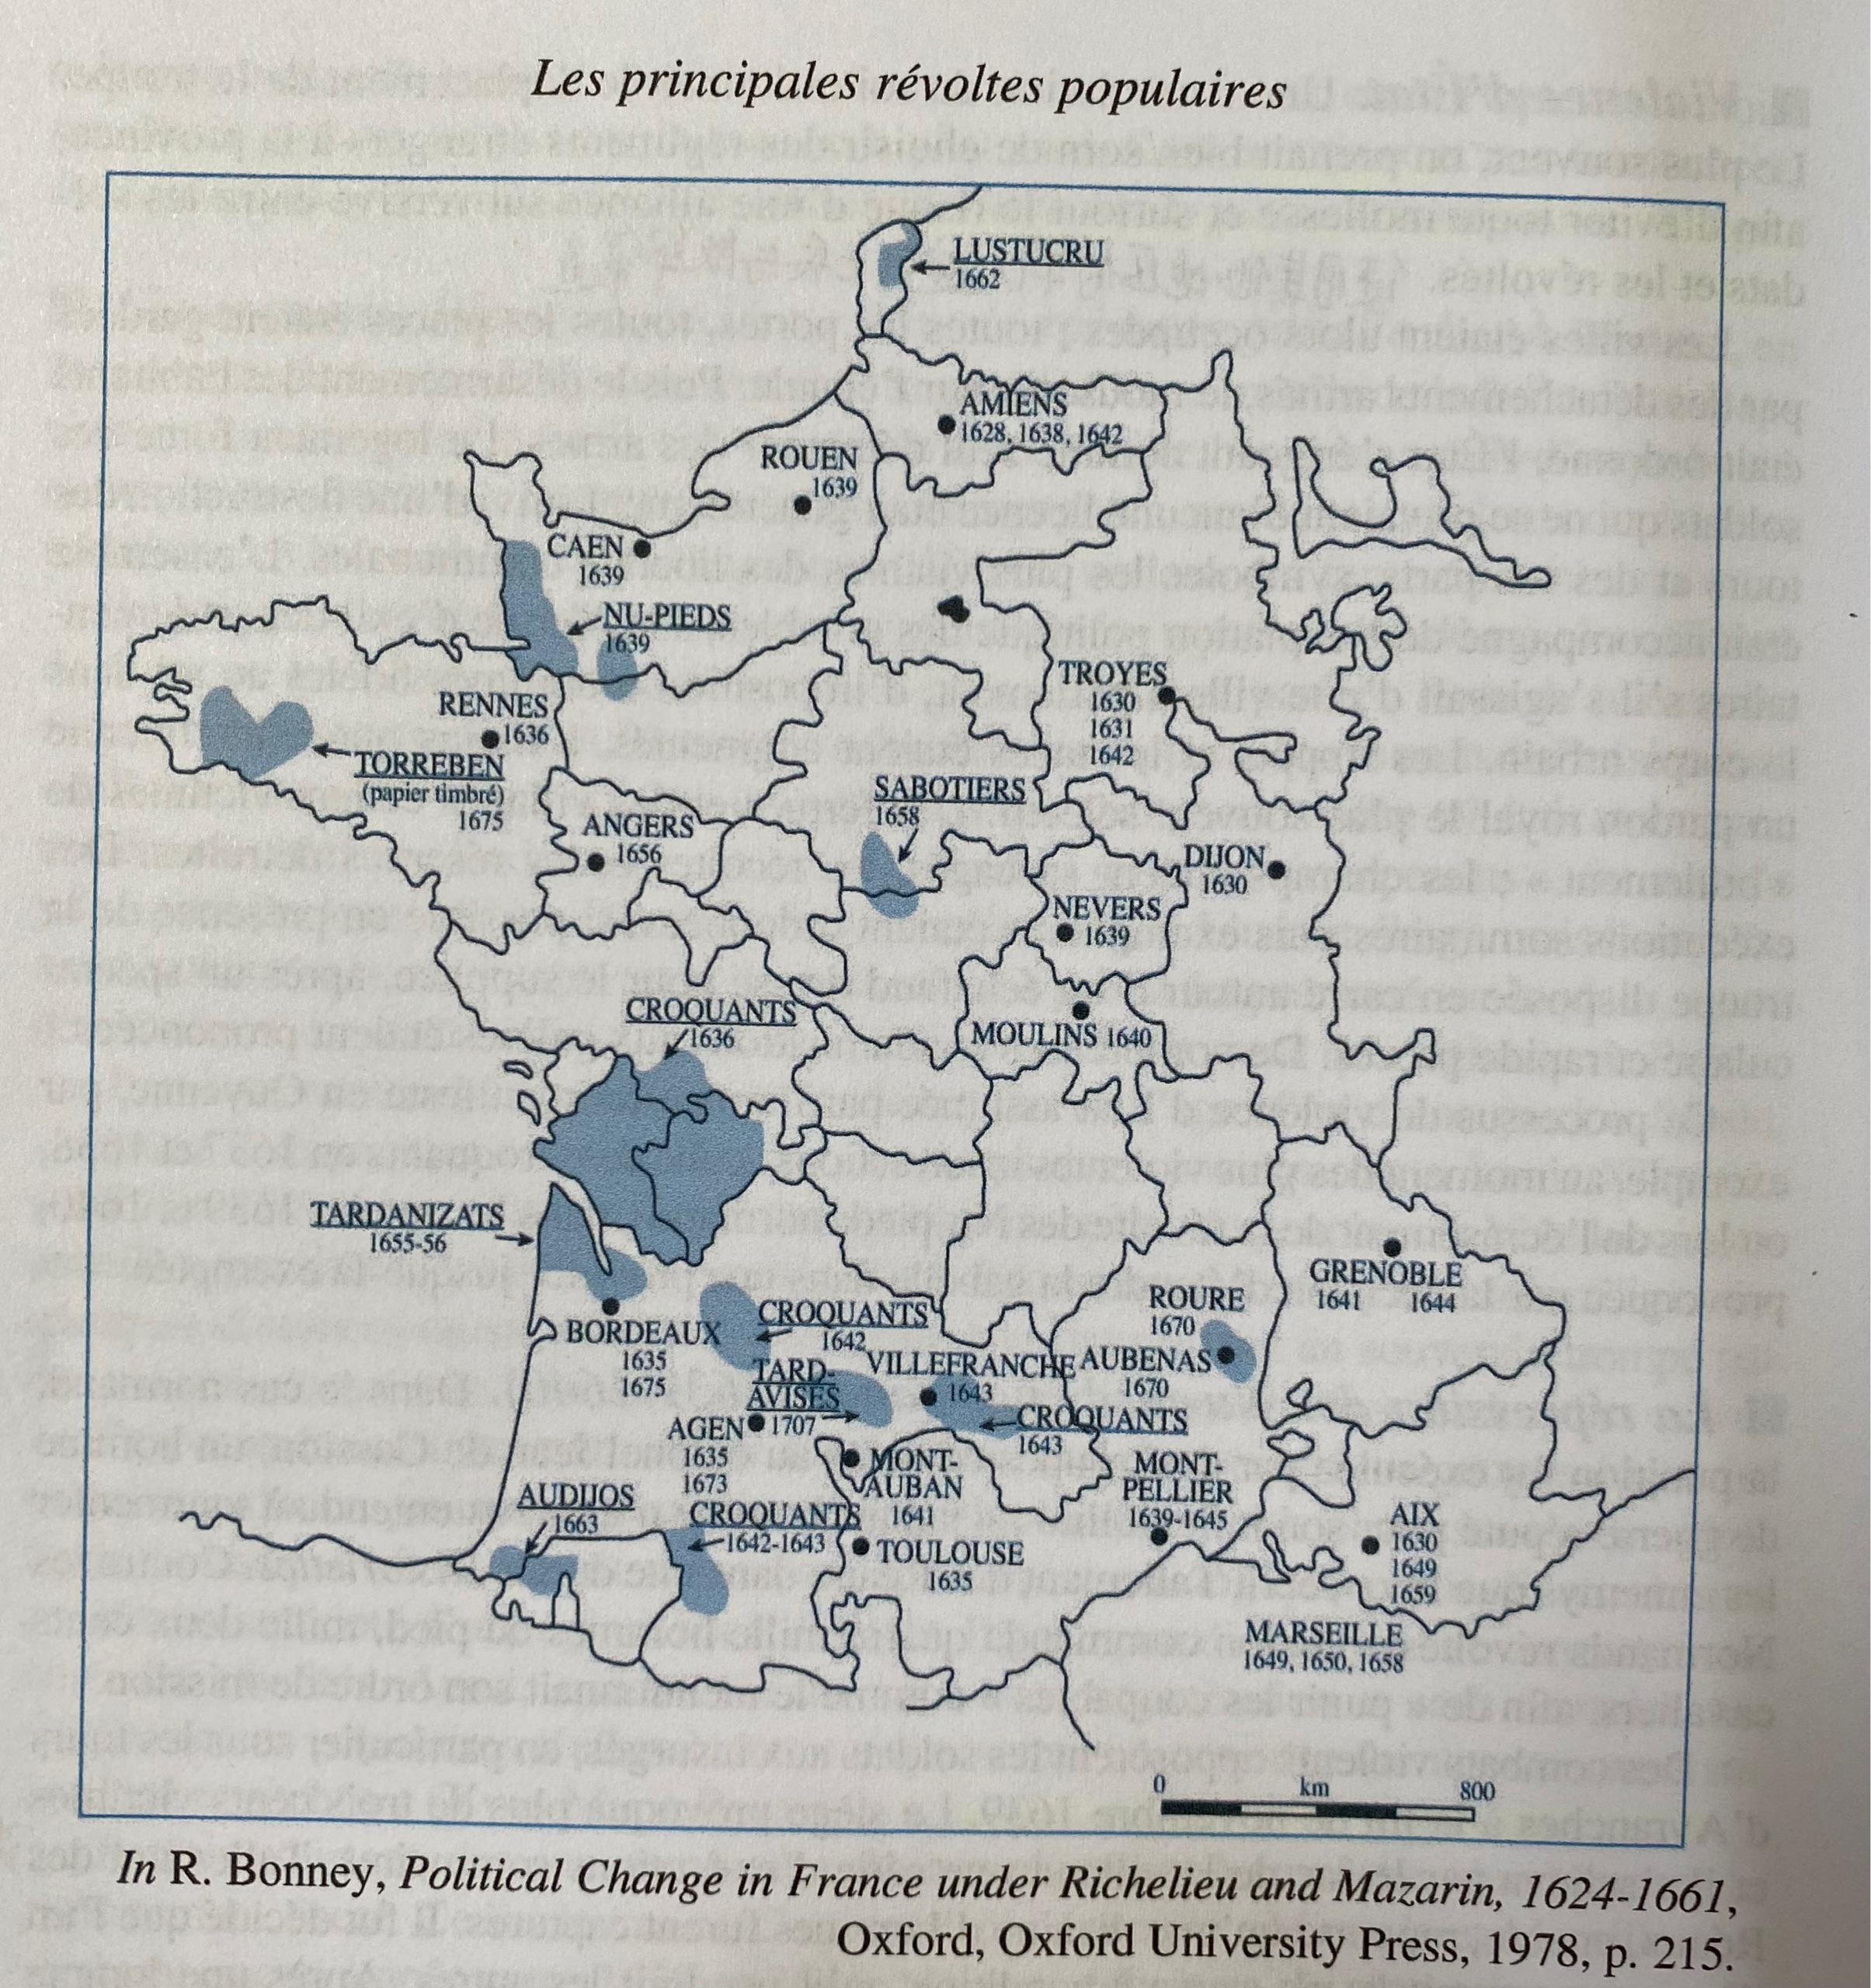 Les principales révoltes populaires
LUSTUCRU
1662
AMIENS
1628, 1638, 1642
ROUEN
1639
CAEN
1639
NU-PIEDS
1639
RENNES
1636
TORREBEN
(papier timbré)
1675
TROYES
1630
1631
1642
SABOTIERS
1658
ANGERS
1656
DIJON
1630
NEVERS
1639
MOULINS 1640
CROQUANTS
1636
TARDANIZATS
1655-56
GRENOBLE
1641 1644
ROURE
1670
BORDEAUX
1635
1675
CROQUANTS
1642
VILLEFRANCHE
1643
AUBENAS
1670
TARD-
AVISÉS
1707
AGEN
1635
1673
CROQUANTS
1643
MONT-
AUBAN
1641
MONT-
PELLIER
1639-1645
AUDIJOS
1663
CROQUANTS
1642-1643
TOULOUSE
1635
AIX
1630
1649
1659
MARSEILLE
1649, 1650, 1658
0 km 800
In R. Bonney, Political Change in France under Richelieu and Mazarin, 1624-1661,
Oxford, Oxford University Press, 1978, p. 215.